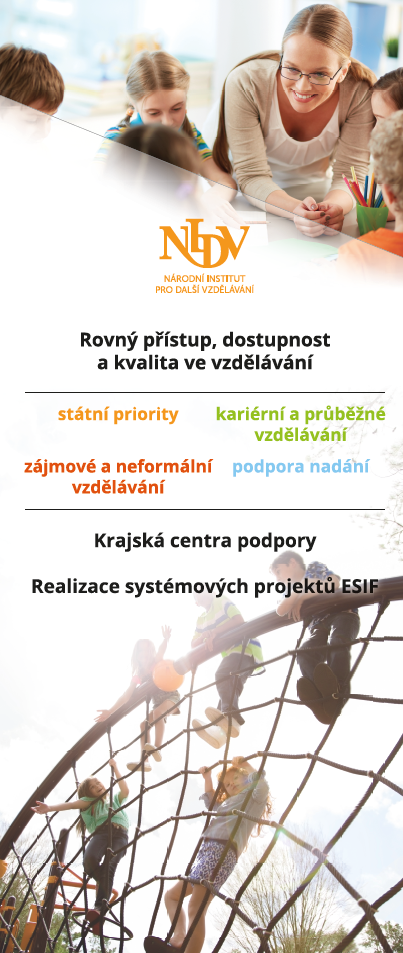 NIDV
NÁRODNÍ INSTITUT
PRO DALŠÍ VZDĚLÁVÁNÍ
Rovný přístup, dostupnost
a kvalita ve vzdělávání
státní priority
kariérní a průběžné
vzdělávání
zájmové a neformální
vzdělávání
podpora nadání
Krajská centra podpory
Realizace systémových projektů ESIF